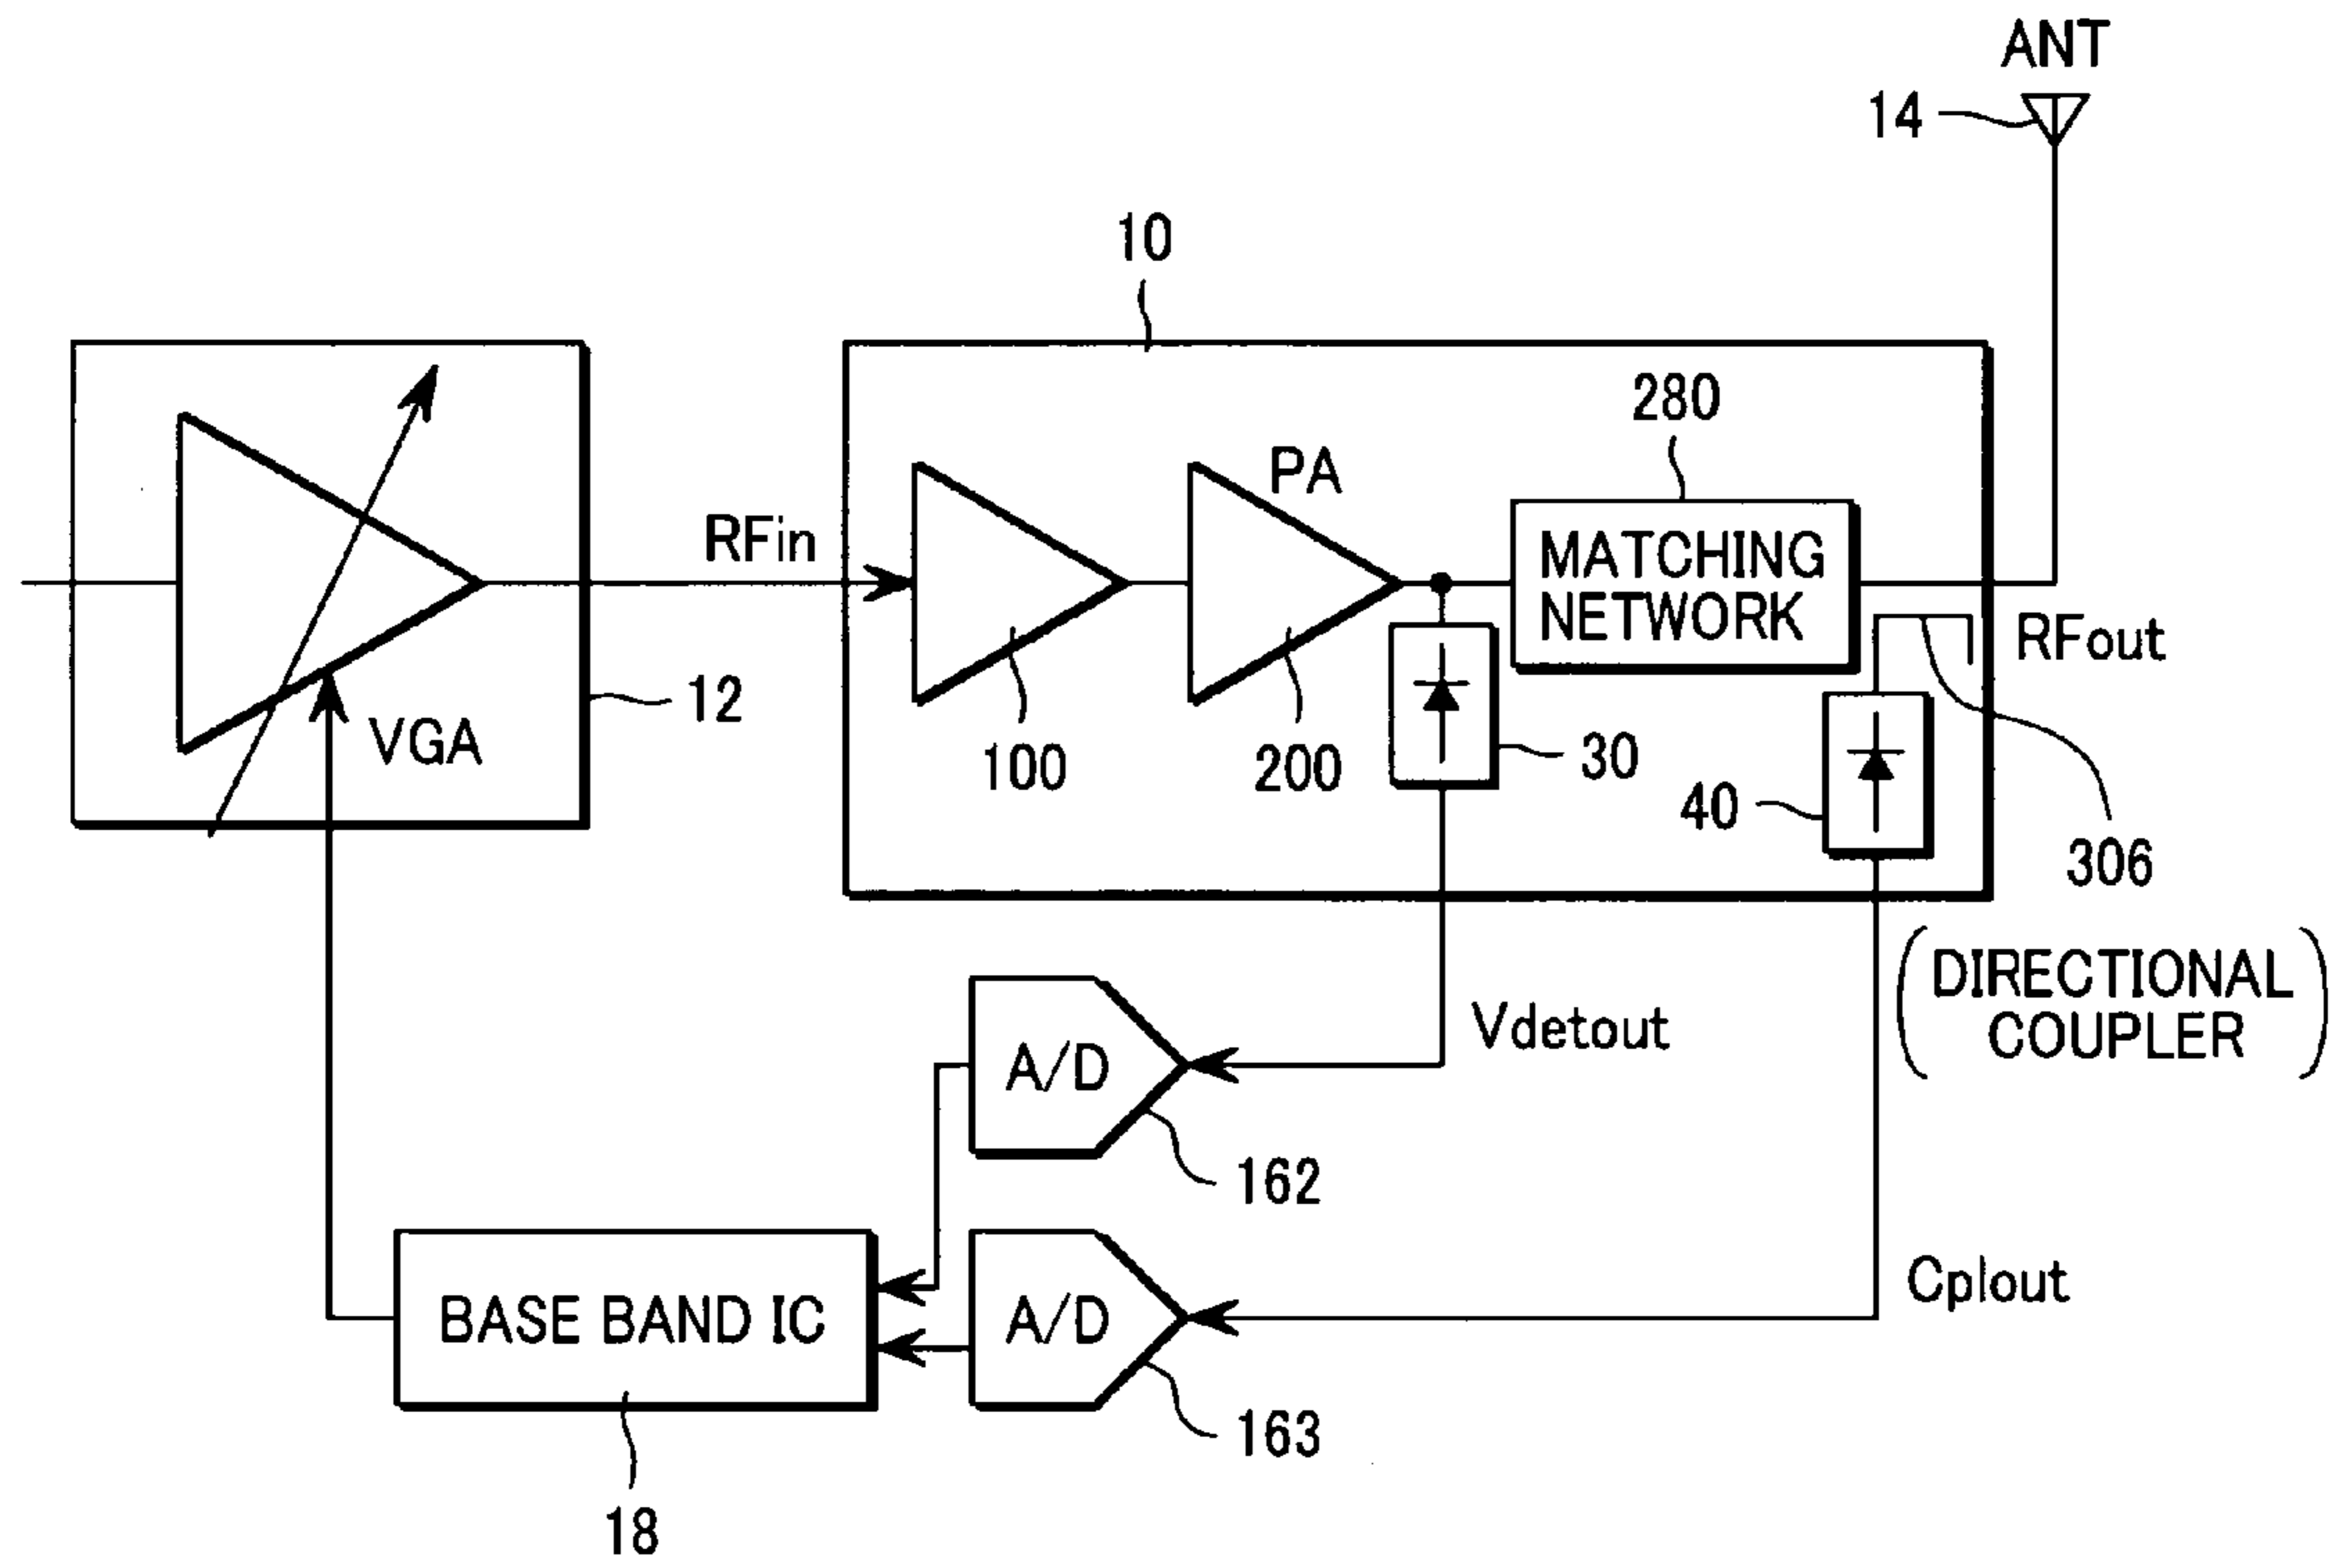 ANT
14
10
280
PA
RFin
MATCHING
NETWORK
RFout
12
VGA
100
200
30
40
306
(DIRECTIONAL
COUPLER)
A/D
Vdetout
162
Cplout
BASE BAND IC
A/D
163
18